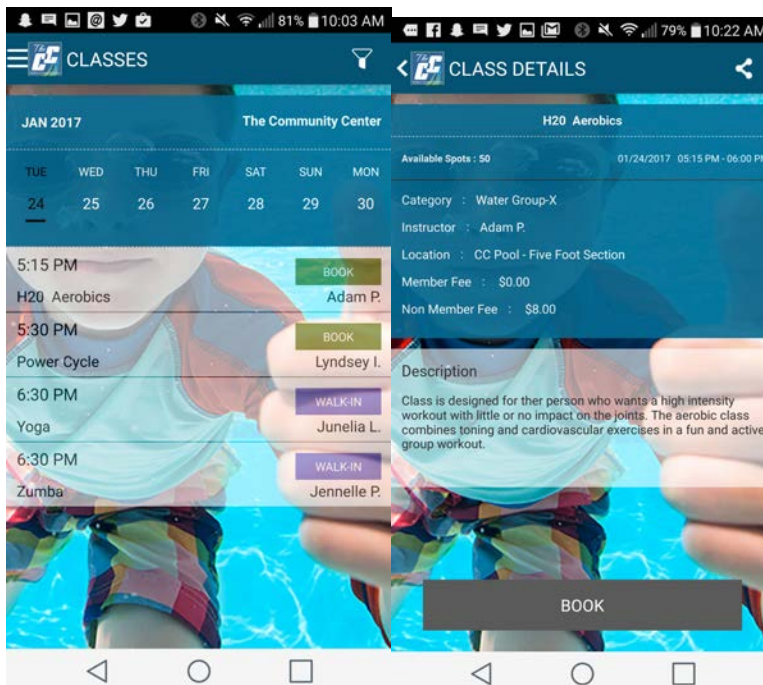 81% 10:03 AM
CC CLASSES
JAN 2017 The Community Center
TUE WED THU FRI SAT SUN MON
24 25 26 27 28 29 30
5:15 PM BOOK
H20 Aerobics Adam P.
5:30 PM BOOK
Power Cycle Lyndsey I.
6:30 PM WALK-IN
Yoga Junelia L.
6:30 PM WALK-IN
Zumba Jennelle P.
79% 10:22 AM
CC CLASS DETAILS
H20 Aerobics
Available Spots : 50 01/24/2017 05:15 PM - 06:00 PM
Category : Water Group-X
Instructor : Adam P.
Location : CC Pool - Five Foot Section
Member Fee : $0.00
Non Member Fee : $8.00
Description
Class is designed for ther person who wants a high intensity
workout with little or no impact on the joints. The aerobic class
combines toning and cardiovascular exercises in a fun and active
group workout.
BOOK